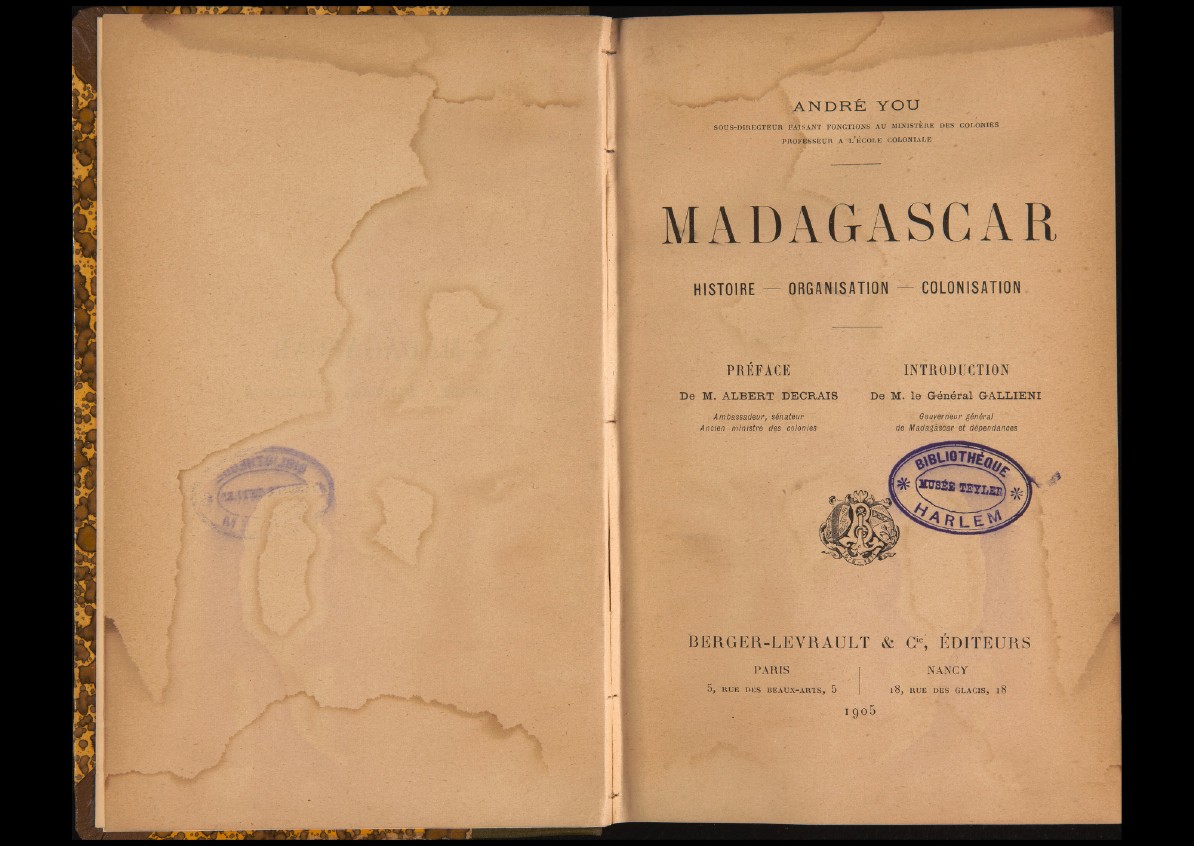 ANDRÉ YOU
SOUS-DIRECTEUR FAISANT FONCTIONS AU MINISTÈRE DES COLONIES
PROFESSEUR A L'ÉCOLE COLONIALE
MADAGASCAR
HISTOIRE — ORGANISATION — COLONISATION
PRÉFACE
De M. ALBERT DECRAIS
Ambassadeur, sénateur
Ancien ministre des colonies
INTRODUCTION
De M. le Général GALLIENI
Gouverneur général
de Madagascar et dépendances
BIBLIOTHÈQUE
MUSÉE TEYLER
HARLEM
BERGER-LEVRAULT & Cie, ÉDITEURS
PARIS
5, RUE DES BEAUX-ARTS, 5
NANCY
18, RUE DES GLACIS, 18
1905